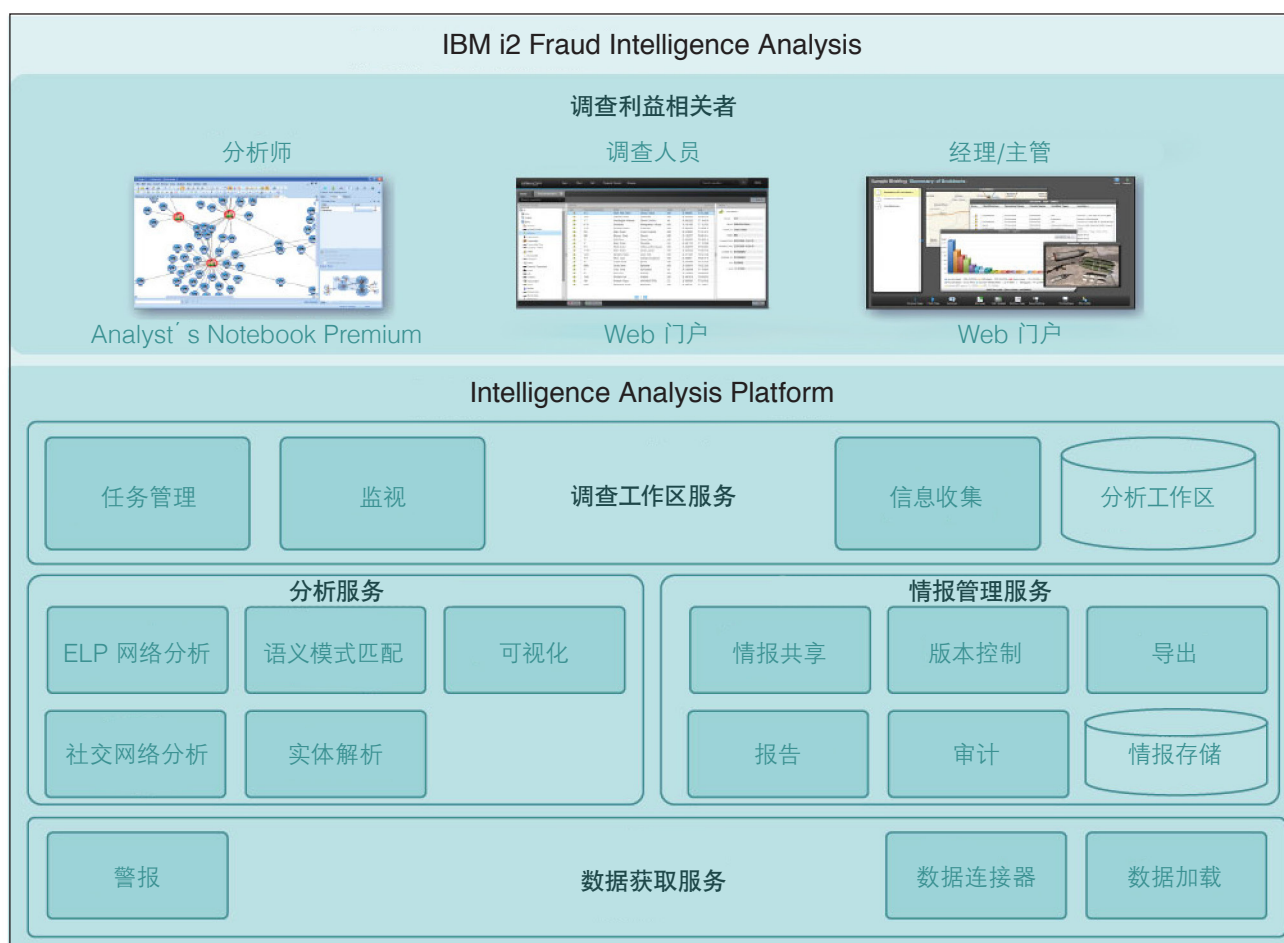 IBM i2 Fraud Intelligence Analysis
调查利益相关者
分析师 调查人员 经理/主管
Analyst´s Notebook Premium Web 门户 Web 门户
Intelligence Analysis Platform
任务管理 监视 调查工作区服务 信息收集 分析工作区
分析服务
ELP 网络分析 语义模式匹配 可视化
社交网络分析 实体解析
情报管理服务
情报共享 版本控制 导出
报告 审计 情报存储
警报 数据获取服务 数据连接器 数据加载